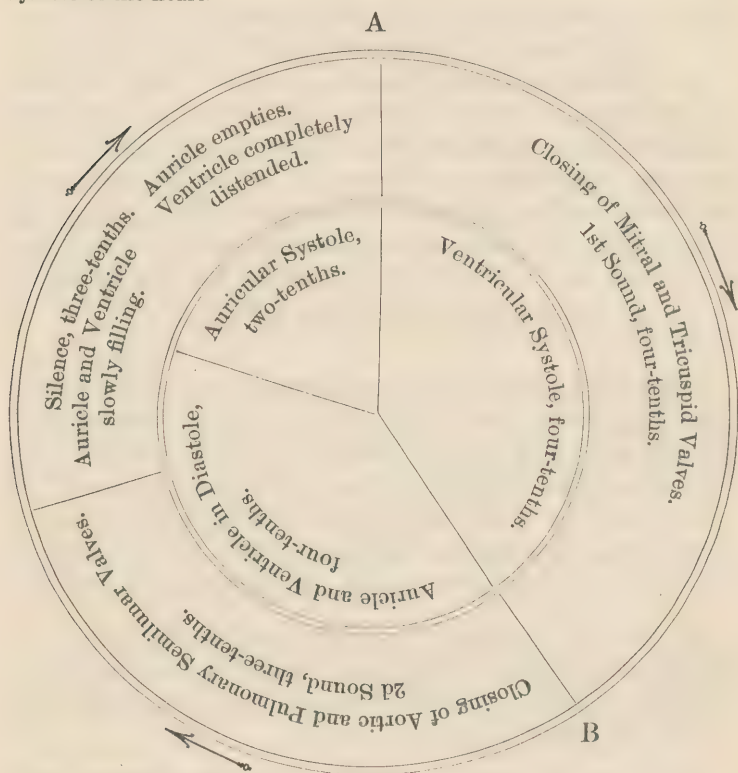 A
Auricle empties.
Ventricle completely
distended.
Closing of Mitral and Tricuspid Valves.
1st Sound, four-tenths.
Silence, three-tenths.
Auricle and Ventricle
slowly filling.
Auricular Systole,
two-tenths.
Ventricular Systole, four-tenths.
Auricle and Ventricle in Diastole,
four-tenths.
Closing of Aortic and Pulmonary Semilunar Valves.
2d Sound, three-tenths.
B